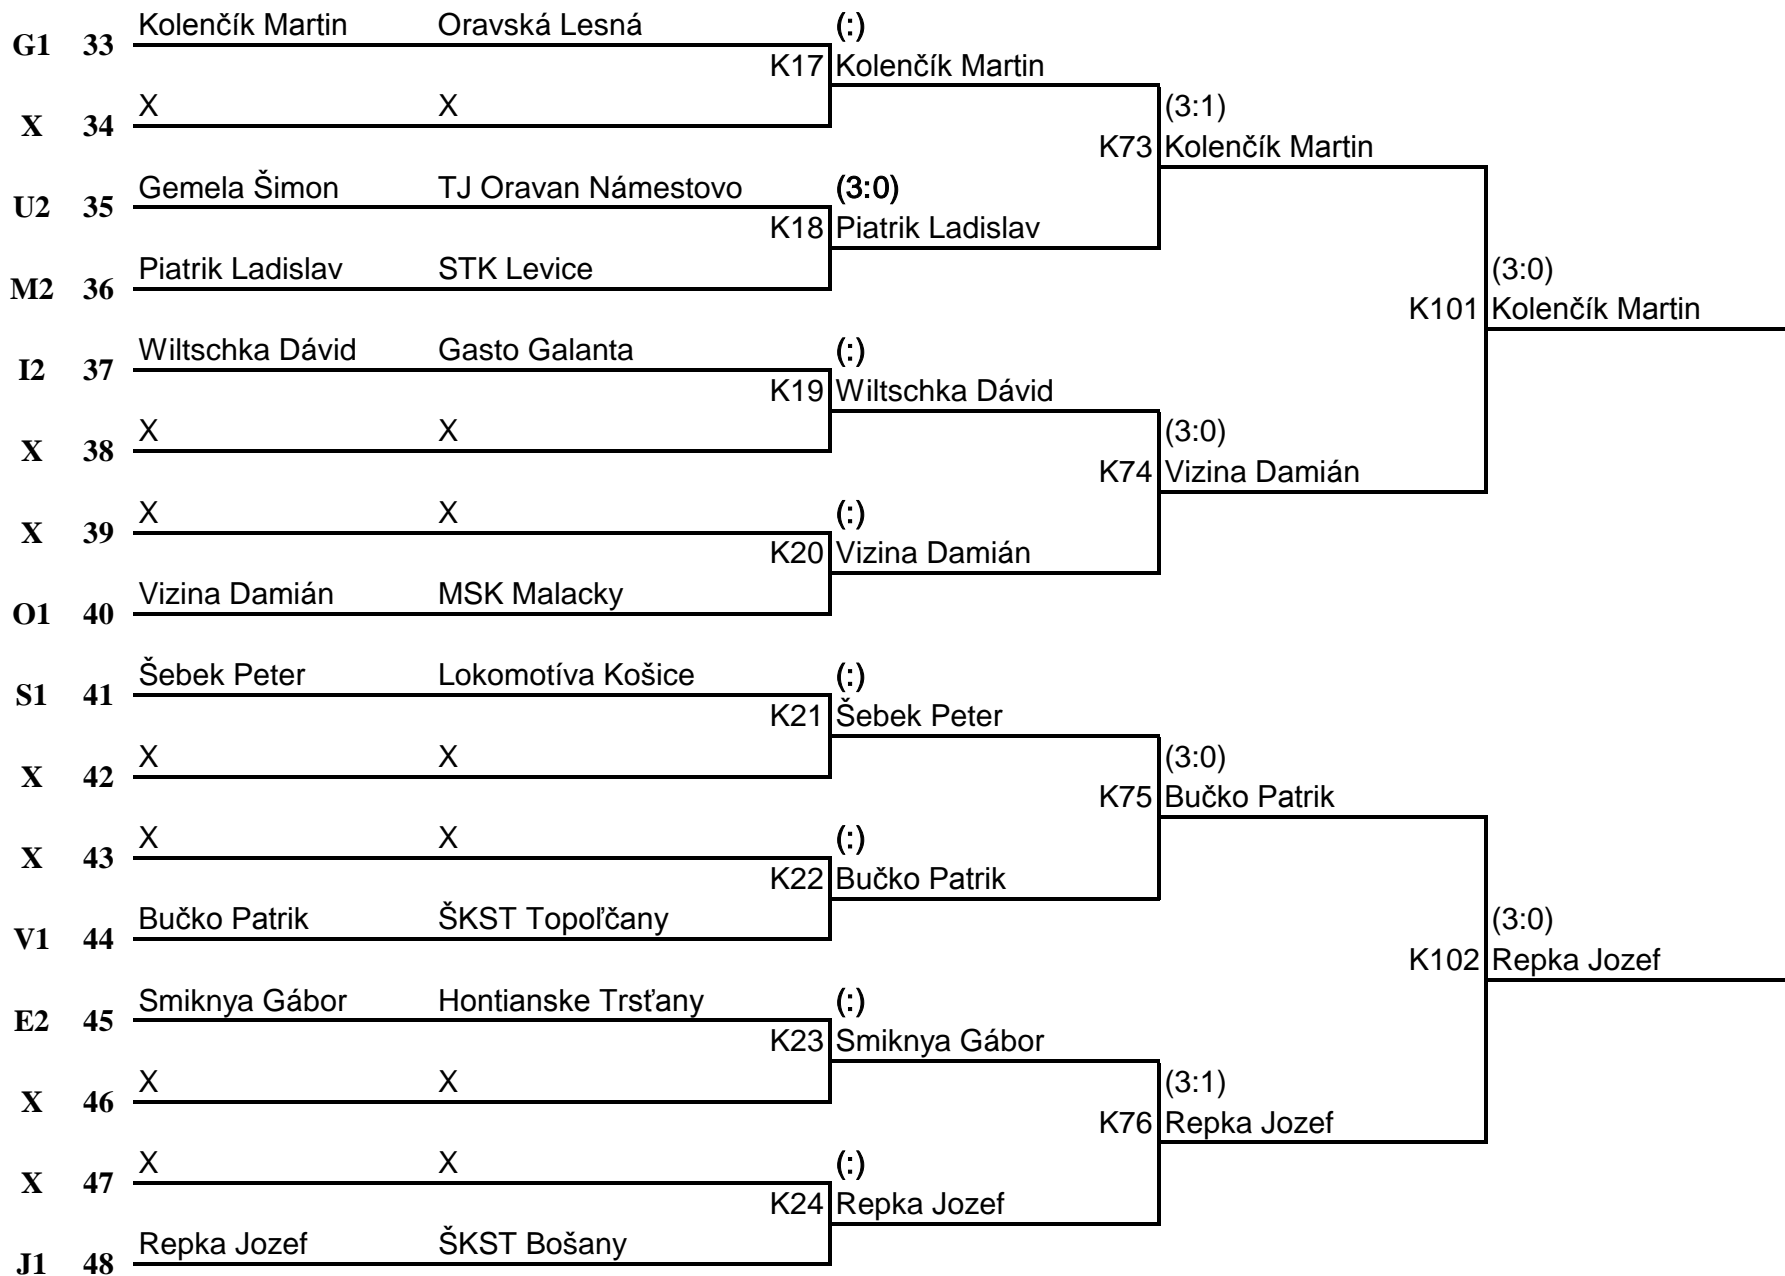 Kolenčík Martin Oravská Lesná (:)
G1 33
K17 Kolenčík Martin
X X (3:1)
X 34
K73 Kolenčík Martin
Gemela Šimon TJ Oravan Námestovo (3:0)
U2 35
K18 Piatrik Ladislav
Piatrik Ladislav STK Levice (3:0)
M2 36
K101 Kolenčík Martin
Wiltschka Dávid Gasto Galanta (:)
I2 37
K19 Wiltschka Dávid
X X (3:0)
X 38
K74 Vizina Damián
X X (:)
X 39
K20 Vizina Damián
Vizina Damián MSK Malacky
O1 40
Šebek Peter Lokomotíva Košice (:)
S1 41
K21 Šebek Peter
X X (3:0)
X 42
K75 Bučko Patrik
X X (:)
X 43
K22 Bučko Patrik
Bučko Patrik ŠKST Topoľčany (3:0)
V1 44
K102 Repka Jozef
Smiknya Gábor Hontianske Trsťany (:)
E2 45
K23 Smiknya Gábor
X X (3:1)
X 46
K76 Repka Jozef
X X (:)
X 47
K24 Repka Jozef
Repka Jozef ŠKST Bošany
J1 48